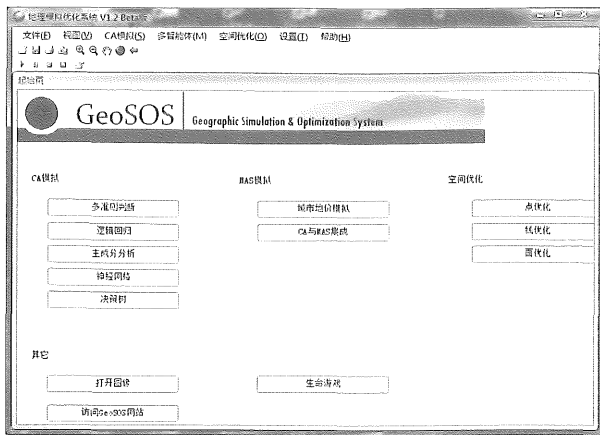 地理模拟优化系统 V1.2 Beta
文件(F) 视图(V) CA模拟(S) 多智能体(M) 空间优化(O) 设置(T) 帮助(H)
起始页
GeoSOS Geographic Simulation & Optimization System
CA模拟 MAS模拟 空间优化
多准则判断 城市地价模拟 点优化
逻辑回归 CA与MAS集成 线优化
主成分分析 面优化
神经网络
决策树
其它
打开图像 生命游戏
访问GeoSOS网站